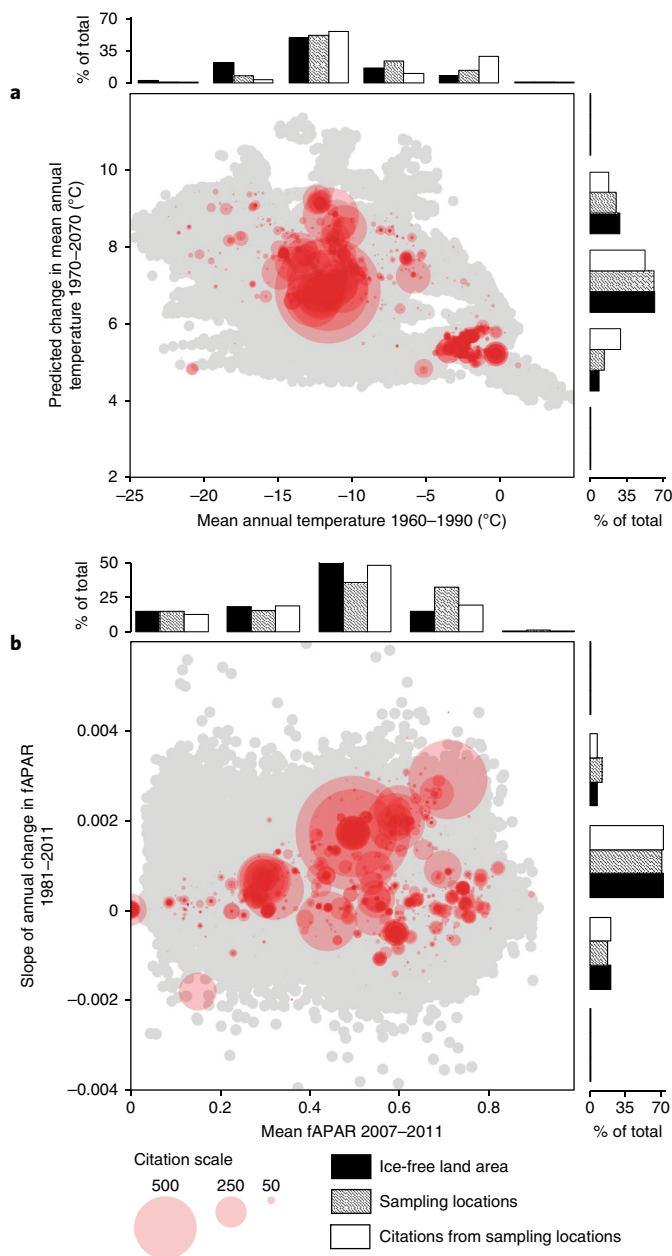 70
35
0
% of total
a
10
8
6
4
2
Predicted change in mean annual
temperature 1970–2070 (°C)
−25 −20 −15 −10 −5 0
Mean annual temperature 1960–1990 (°C)
0 35 70
% of total
50
25
0
% of total
b
0.004
0.002
0
−0.002
−0.004
Slope of annual change in fAPAR
1981–2011
0 0.2 0.4 0.6 0.8
Mean fAPAR 2007–2011
0 35 70
% of total
Citation scale
500 250 50
Ice-free land area
Sampling locations
Citations from sampling locations